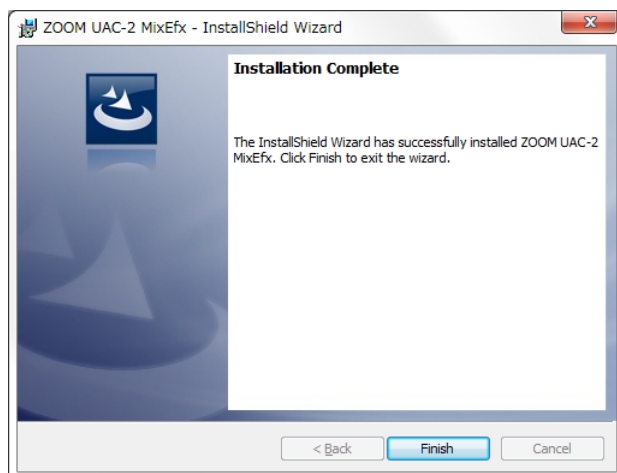 ZOOM UAC-2 MixEfx - InstallShield Wizard
Installation Complete
The InstallShield Wizard has successfully installed ZOOM UAC-2
MixEfx. Click Finish to exit the wizard.
< Back Finish Cancel